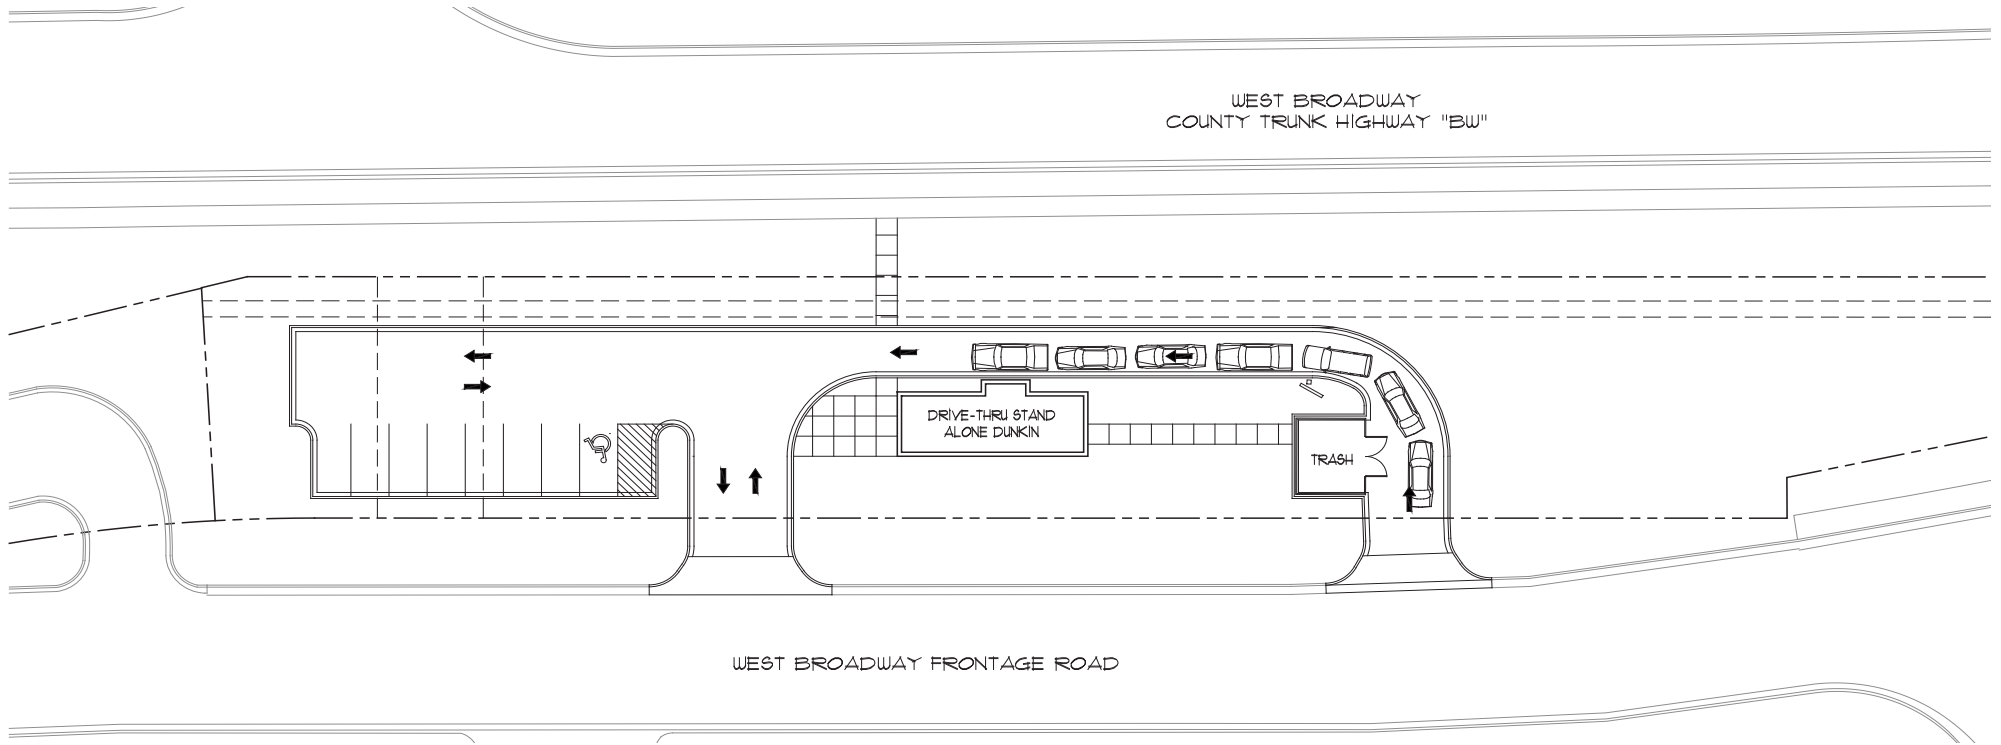 WEST BROADWAY
COUNTY TRUNK HIGHWAY "BW"
DRIVE-THRU STAND
ALONE DUNKIN
TRASH
WEST BROADWAY FRONTAGE ROAD